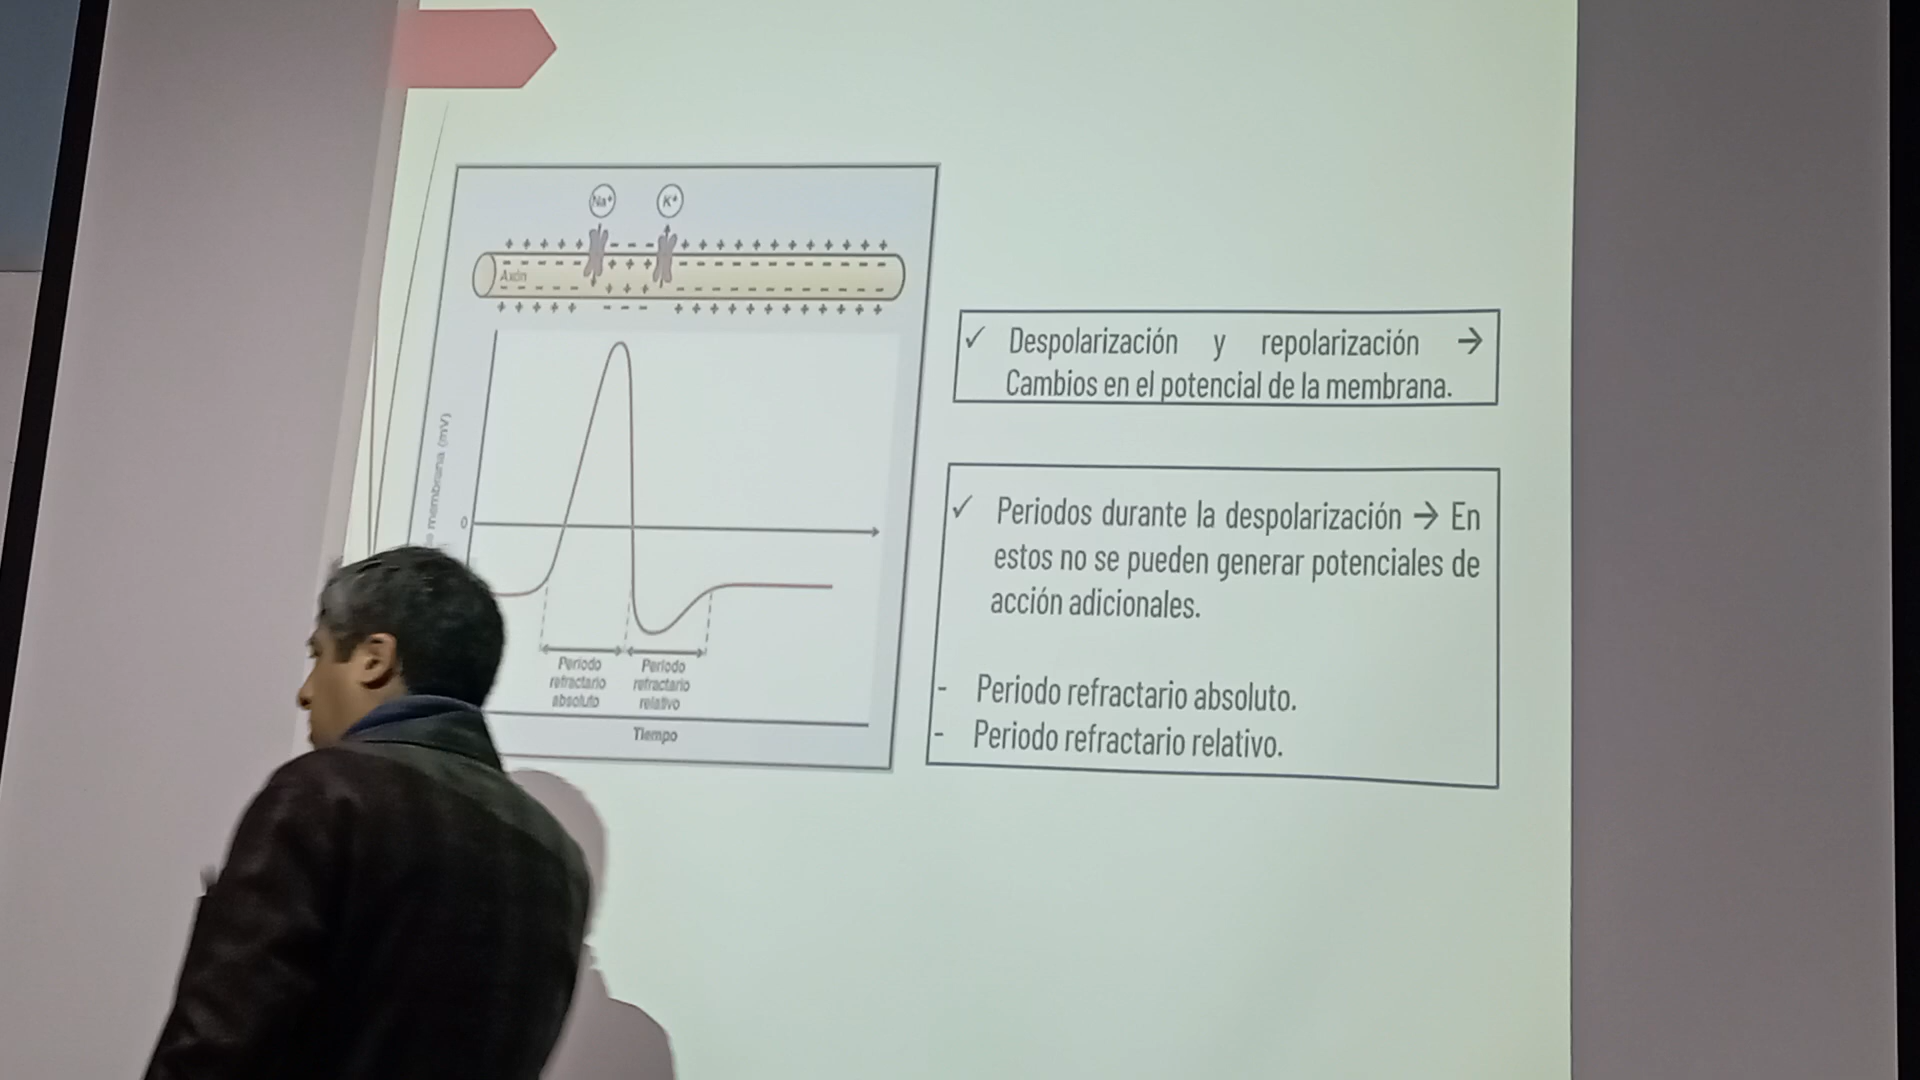 Na+
K+
+ + + + + - - - + + + + + + + + + + + +
- - - - - + + + - - - - - - - - - - - -
Axón
- - - - - + + + - - - - - - - - - - - -
+ + + + + - - - + + + + + + + + + + + +
membrana (mV)
0
Periodo
refractario
absoluto
Periodo
refractario
relativo
Tiempo
✓ Despolarización y repolarización →
Cambios en el potencial de la membrana.
✓ Periodos durante la despolarización → En
estos no se pueden generar potenciales de
acción adicionales.
- Periodo refractario absoluto.
- Periodo refractario relativo.